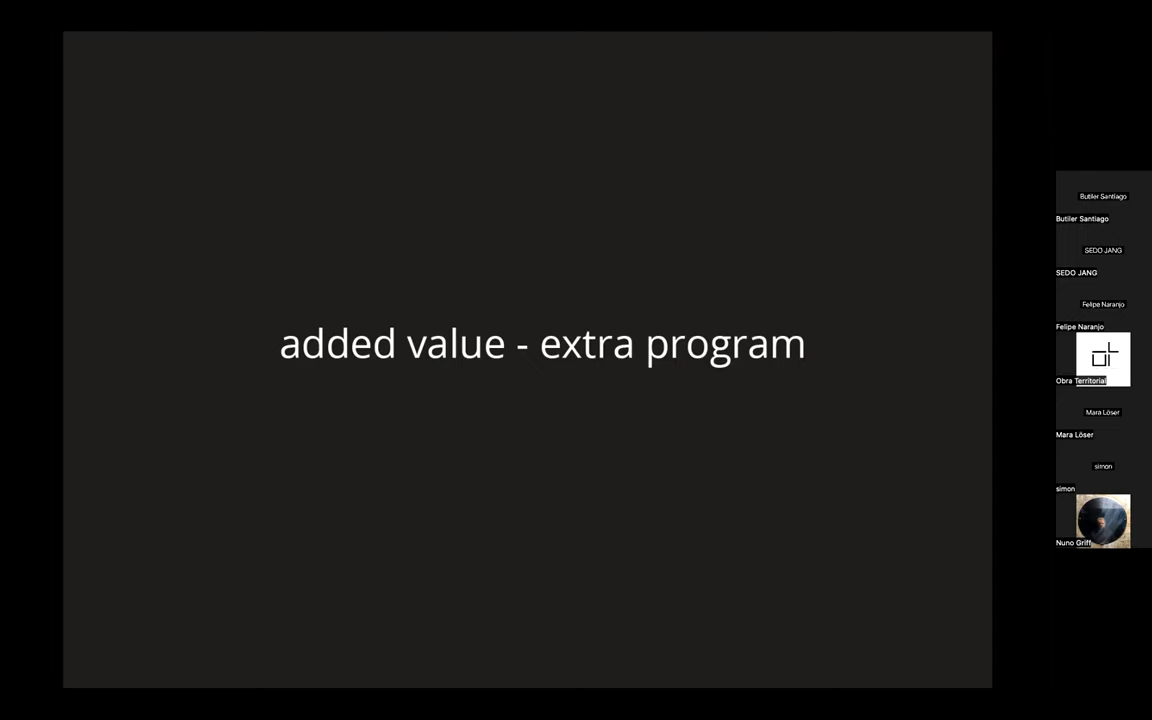 added value - extra program
Butiler Santiago
Butiler Santiago
SEDO JANG
SEDO JANG
Felipe Naranjo
Felipe Naranjo
Obra Territorial
Mara Löser
Mara Löser
simon
simon
Nuno Griff